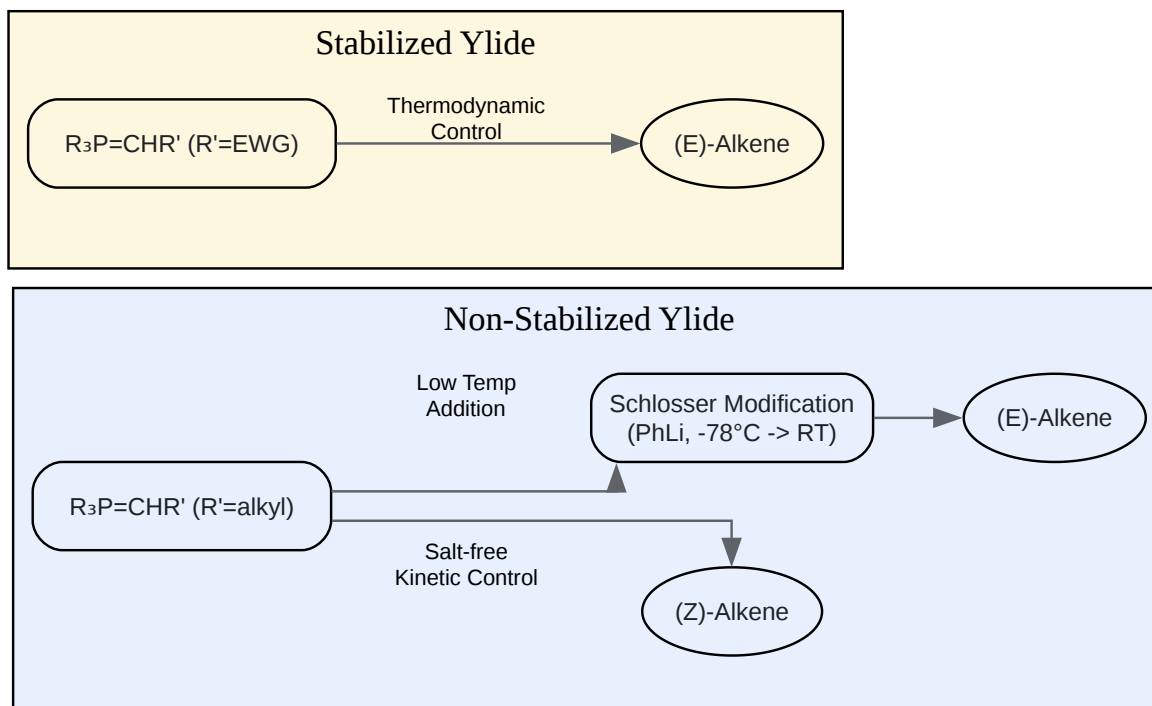 Stabilized Ylide
R₃P=CHR' (R'=EWG)
Thermodynamic
Control
(E)-Alkene
Non-Stabilized Ylide
Low Temp
Addition
Schlosser Modification
(PhLi, -78°C -> RT)
(E)-Alkene
R₃P=CHR' (R'=alkyl)
Salt-free
Kinetic Control
(Z)-Alkene